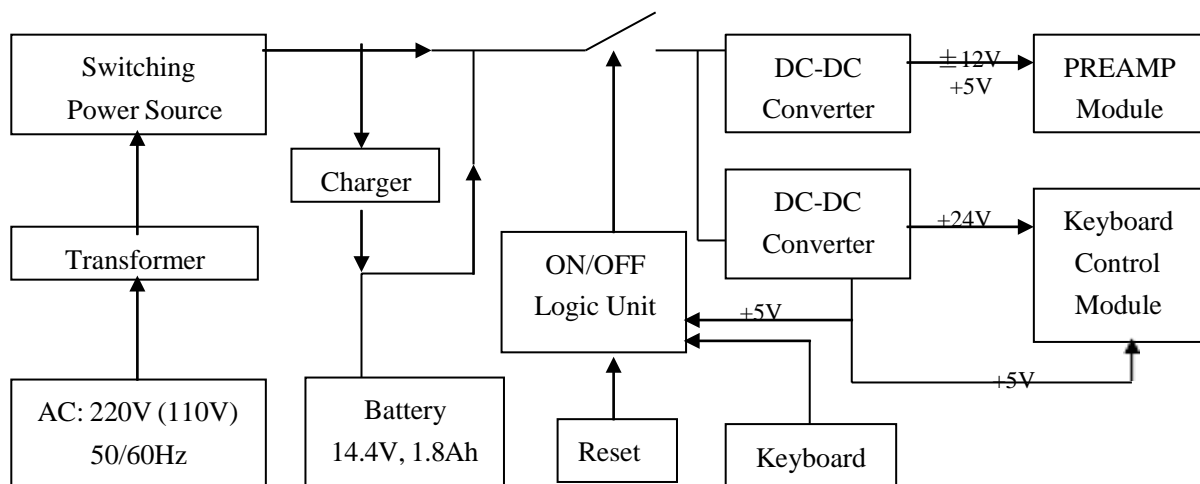 Switching
Power Source
DC-DC
Converter
±12V
+5V
PREAMP
Module
Charger
DC-DC
Converter
+24V
Keyboard
Control
Module
Transformer
ON/OFF
Logic Unit
+5V
+5V
AC: 220V (110V)
50/60Hz
Battery
14.4V, 1.8Ah
Reset
Keyboard